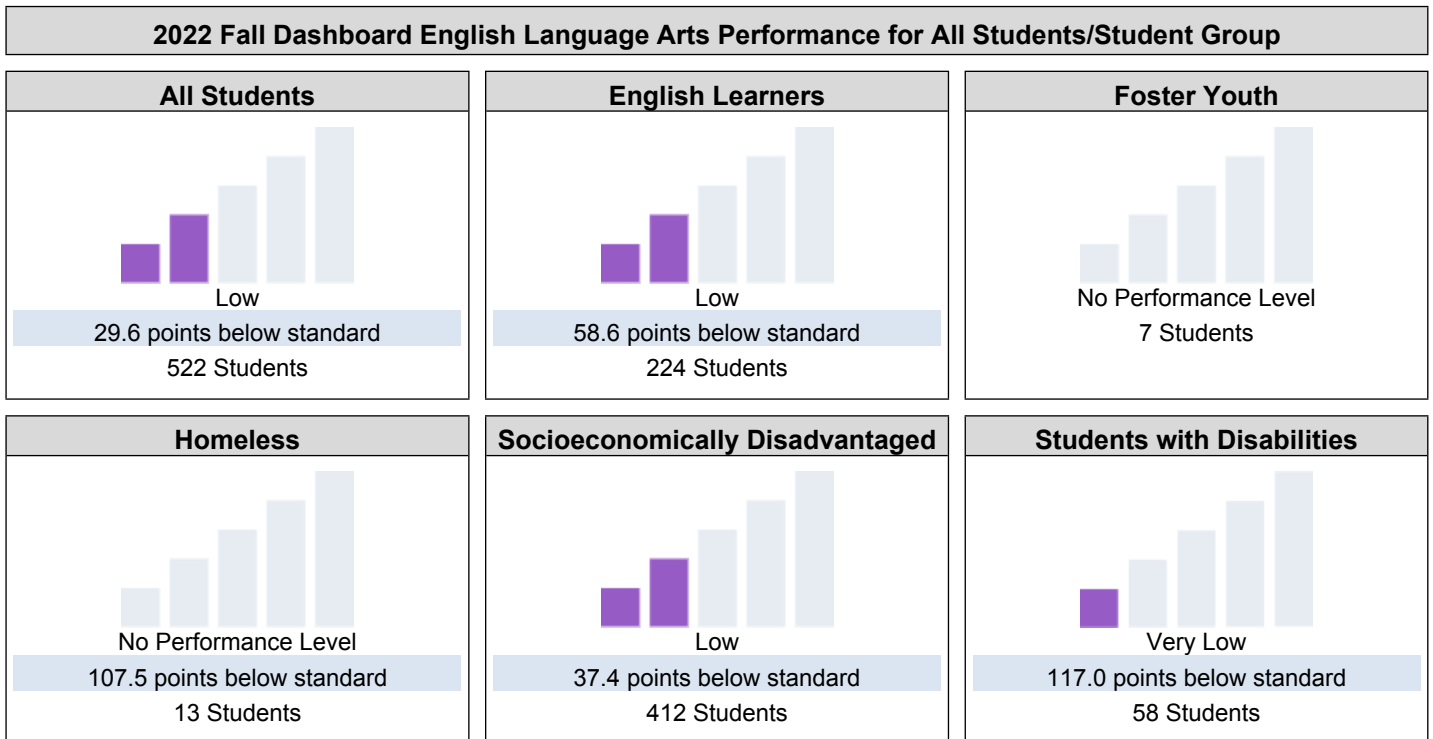 2022 Fall Dashboard English Language Arts Performance for All Students/Student Group
All Students
Low
29.6 points below standard
522 Students
English Learners
Low
58.6 points below standard
224 Students
Foster Youth
No Performance Level
7 Students
Homeless
No Performance Level
107.5 points below standard
13 Students
Socioeconomically Disadvantaged
Low
37.4 points below standard
412 Students
Students with Disabilities
Very Low
117.0 points below standard
58 Students